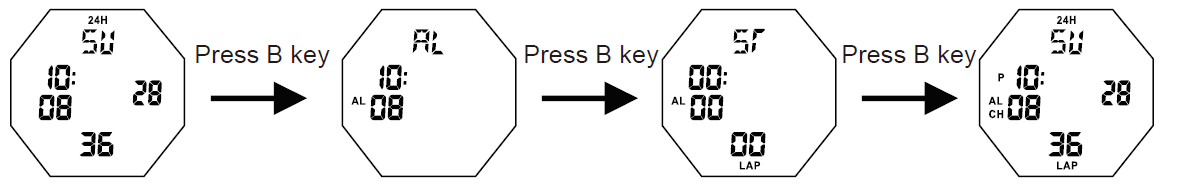 24H
SU
10:
08
28
36
Press B key
AL
10:
AL 08
Press B key
ST
00:
AL 00
00
LAP
Press B key
24H
SU
P 10:
AL
CH 08
28
36
LAP